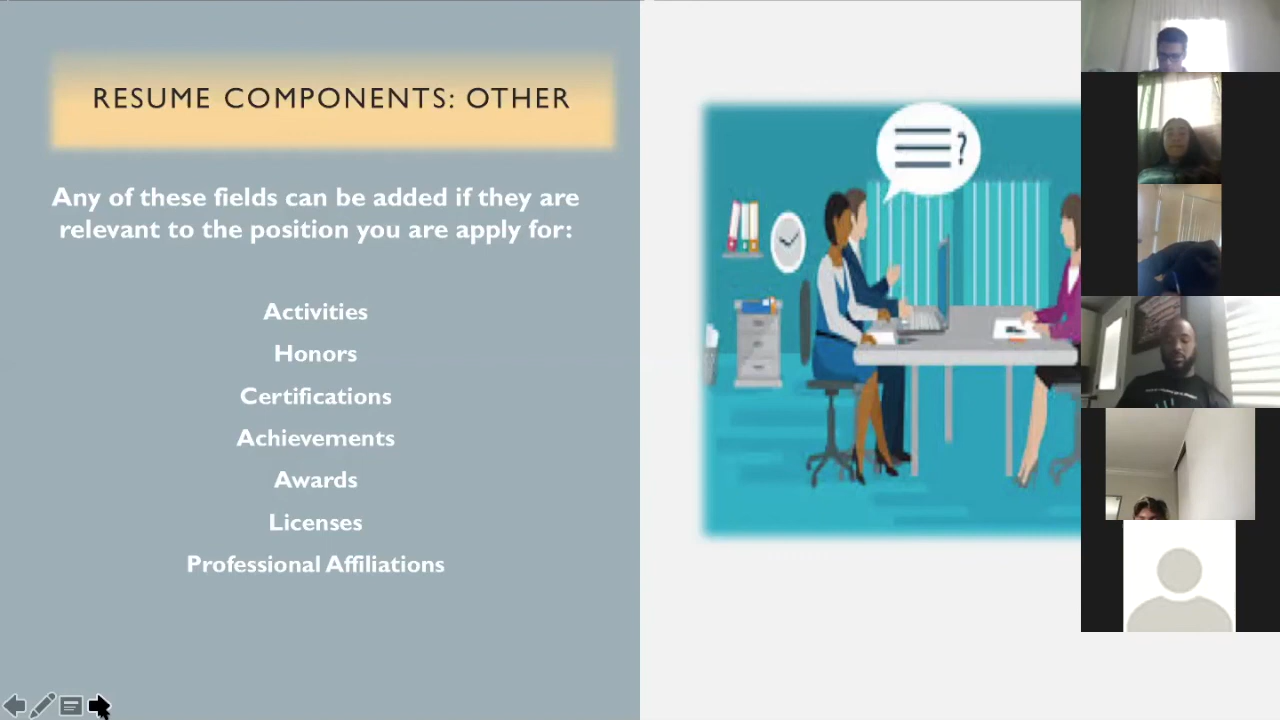 RESUME COMPONENTS: OTHER
Any of these fields can be added if they are
relevant to the position you are apply for:
Activities
Honors
Certifications
Achievements
Awards
Licenses
Professional Affiliations
?